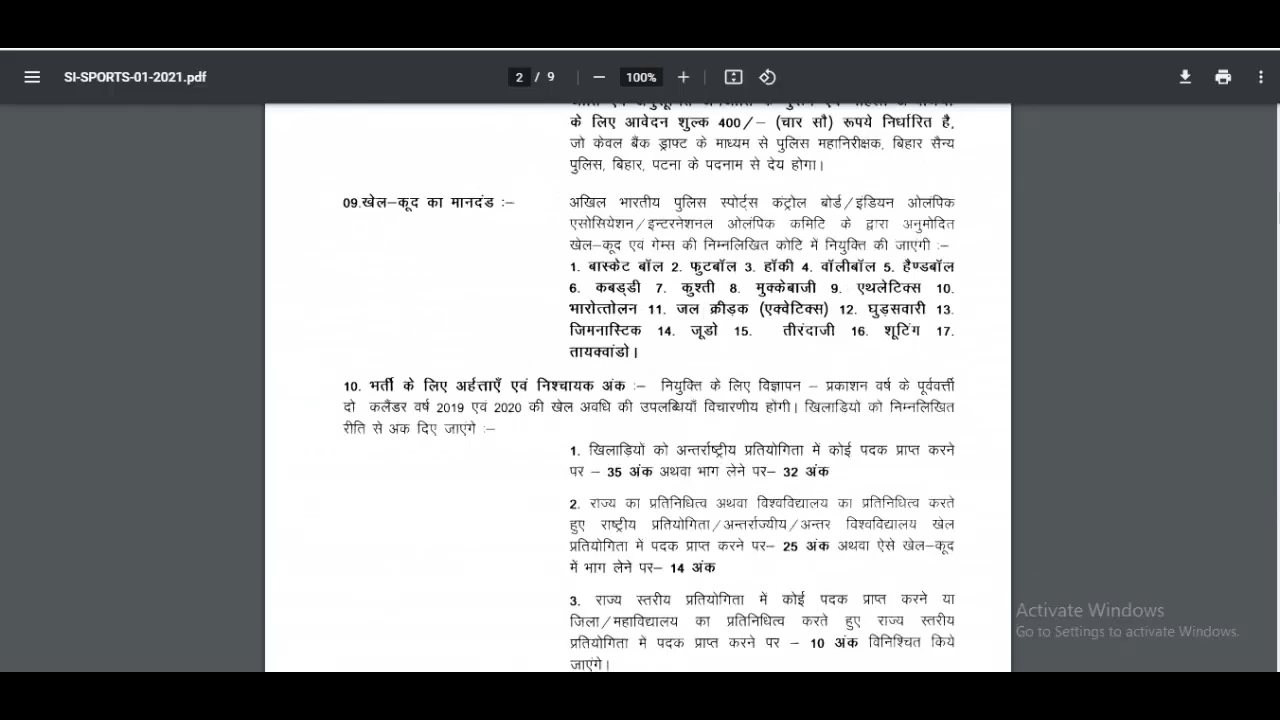 SI-SPORTS-01-2021.pdf
2 / 9
100%
के लिए आवेदन शुल्क 400/– (चार सौ) रूपये निर्धारित है,
जो केवल बैंक ड्राफ्ट के माध्यम से पुलिस महानिरीक्षक, बिहार सैन्य
पुलिस, बिहार, पटना के पदनाम से देय होगा।
09.खेल–कूद का मानदंड :–
अखिल भारतीय पुलिस स्पोर्ट्स कंट्रोल बोर्ड/इंडियन ओलंपिक
एसोसियेशन/इन्टरनेशनल ओलंपिक कमिटि के द्वारा अनुमोदित
खेल–कूद एवं गेम्स की निम्नलिखित कोटि में नियुक्ति की जाएंगी :–
1. बास्केट बॉल 2. फुटबॉल 3. हॉकी 4. वॉलीबॉल 5. हैण्डबॉल
6. कबड्डी 7. कुश्ती 8. मुक्केबाजी 9. एथलेटिक्स 10.
भारोत्तोलन 11. जल क्रीड़क (एक्वेटिक्स) 12. घुड़सवारी 13.
जिमनास्टिक 14. जूडो 15. तीरंदाजी 16. शूटिंग 17.
तायक्वांडो।
10. भर्ती के लिए अर्हत्ताएँ एवं निश्चायक अंक :– नियुक्ति के लिए विज्ञापन – प्रकाशन वर्ष के पूर्ववर्त्ती
दो कलैंडर वर्ष 2019 एवं 2020 की खेल अवधि की उपलब्धियाँ विचारणीय होगी। खिलाडियो को निम्नलिखित
रीति से अंक दिए जाएंगे :–
1. खिलाड़ियों को अन्तर्राष्ट्रीय प्रतियोगिता में कोई पदक प्राप्त करने
पर – 35 अंक अथवा भाग लेने पर– 32 अंक
2. राज्य का प्रतिनिधित्व अथवा विश्वविद्यालय का प्रतिनिधित्व करते
हुए राष्ट्रीय प्रतियोगिता/अन्तर्राज्यीय/अन्तर विश्वविद्यालय खेल
प्रतियोगिता में पदक प्राप्त करने पर– 25 अंक अथवा ऐसे खेल–कूद
में भाग लेने पर– 14 अंक
3. राज्य स्तरीय प्रतियोगिता में कोई पदक प्राप्त करने या
जिला/महाविद्यालय का प्रतिनिधित्व करते हुए राज्य स्तरीय
प्रतियोगिता में पदक प्राप्त करने पर – 10 अंक विनिश्चित किये
जाएंगे।
Activate Windows
Go to Settings to activate Windows.